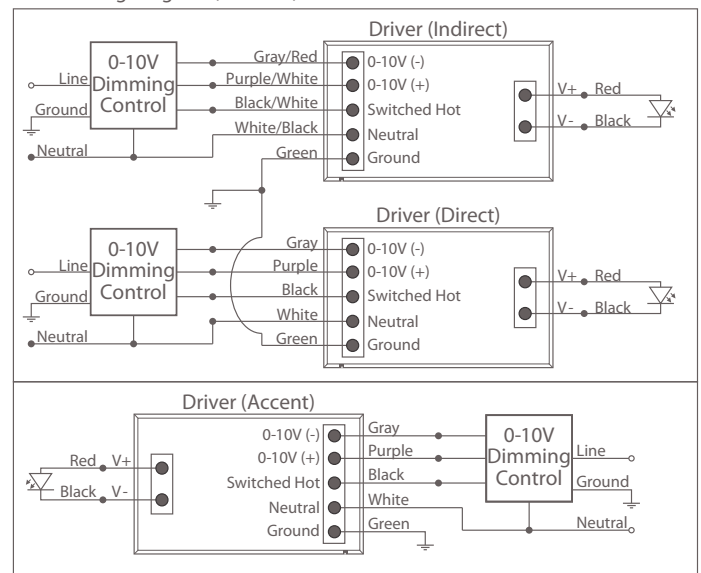 Driver (Indirect)
0-10V
Dimming
Control
Line
Ground
Neutral
Gray/Red
Purple/White
Black/White
White/Black
Green
0-10V (-)
0-10V (+)
Switched Hot
Neutral
Ground
V+ Red
V- Black
Driver (Direct)
0-10V
Dimming
Control
Line
Ground
Neutral
Gray
Purple
Black
White
Green
0-10V (-)
0-10V (+)
Switched Hot
Neutral
Ground
V+ Red
V- Black
Driver (Accent)
Red V+
Black V-
0-10V (-)
0-10V (+)
Switched Hot
Neutral
Ground
Gray
Purple
Black
White
Green
0-10V
Dimming
Control
Line
Ground
Neutral